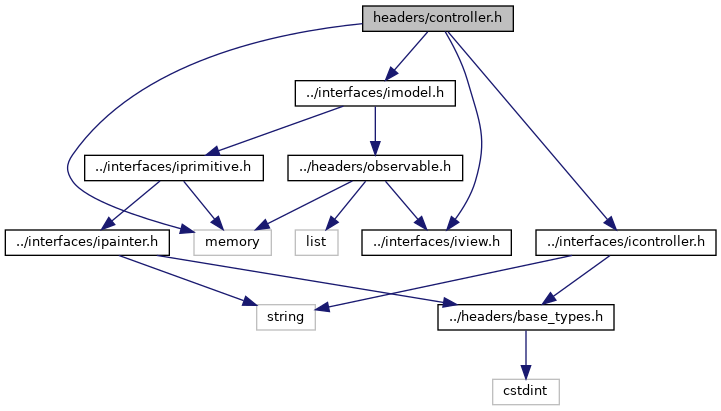 headers/controller.h
../interfaces/imodel.h
../interfaces/iprimitive.h
../headers/observable.h
../interfaces/ipainter.h
memory
list
../interfaces/iview.h
../interfaces/icontroller.h
string
../headers/base_types.h
cstdint